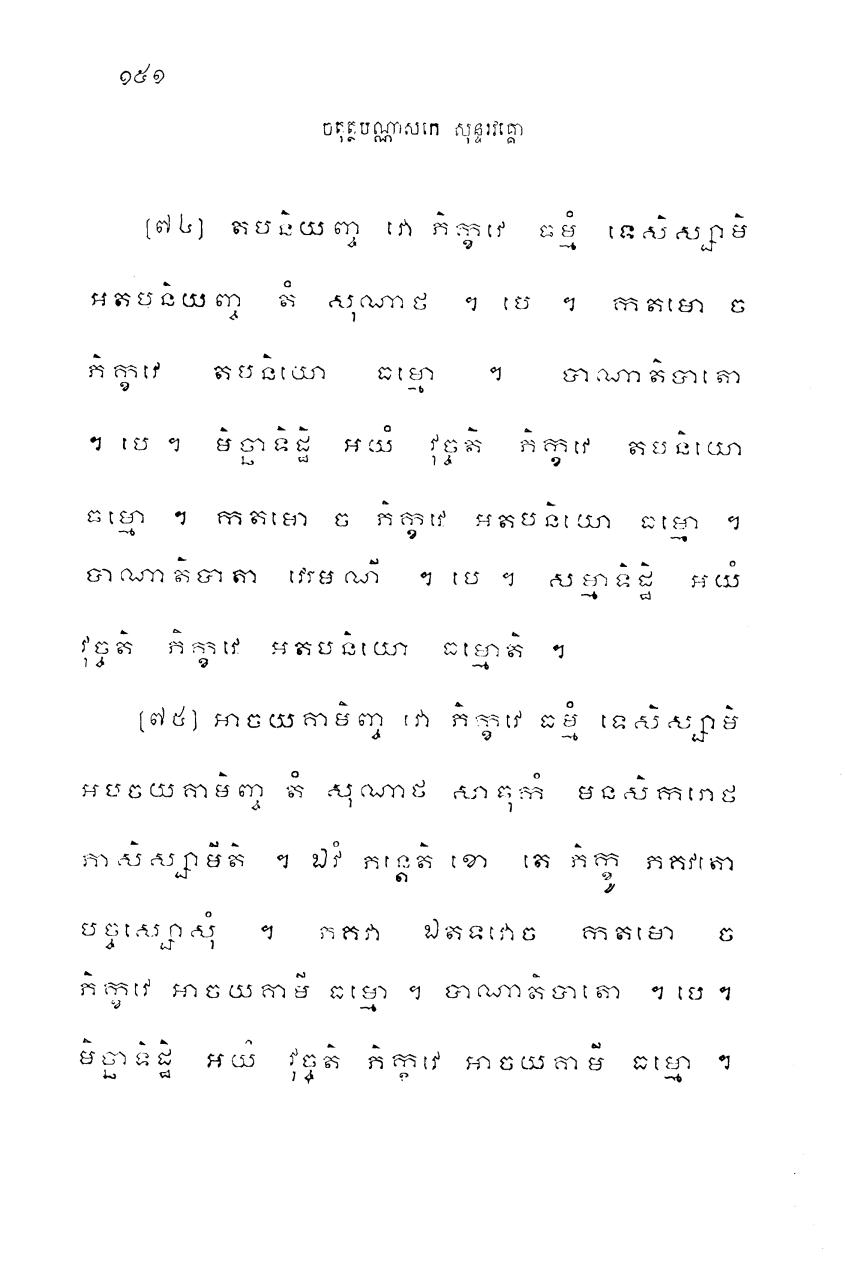 ១៥១
ចតុត្ថបណ្ណាសកេ សុន្ទរវគ្គោ
(៧៤) តបនិយញ្ច វោ ភិក្ខវេ ធម្មំ ទេសិស្សាមិ
អតបនិយញ្ច តំ សុណាថ ។ បេ ។ កាតមោ ច
ភិក្ខវេ តបនិយោ ធម្មោ ។ បាណាតិបាតោ
។ បេ ។ មិច្ឆាទិដ្ឋិ អយំ វុច្ចតិ ភិក្ខវេ តបនិយោ
ធម្មោ ។ កាតមោ ច ភិក្ខវេ អតបនិយោ ធម្មោ ។
បាណាតិបាតា វេរមណី ។ បេ ។ សម្មាទិដ្ឋិ អយំ
វុច្ចតិ ភិក្ខវេ អតបនិយោ ធម្មោតិ ។
(៧៥) អាចយគាមិញ្ច វោ ភិក្ខវេ ធម្មំ ទេសិស្សាមិ
អបចយគាមិញ្ច តំ សុណាថ សាធុកំ មនសិករោថ
ភាសិស្សាមីតិ ។ ឯវំ ភន្តេតិ ខោ តេ ភិក្ខូ ភគវតោ
បច្ចស្សោសុំ ។ ភគវា ឯតទវោច កាតមោ ច
ភិក្ខវេ អាចយគាមី ធម្មោ ។ បាណាតិបាតោ ។ បេ ។
មិច្ឆាទិដ្ឋិ អយំ វុច្ចតិ ភិក្ខវេ អាចយគាមី ធម្មោ ។